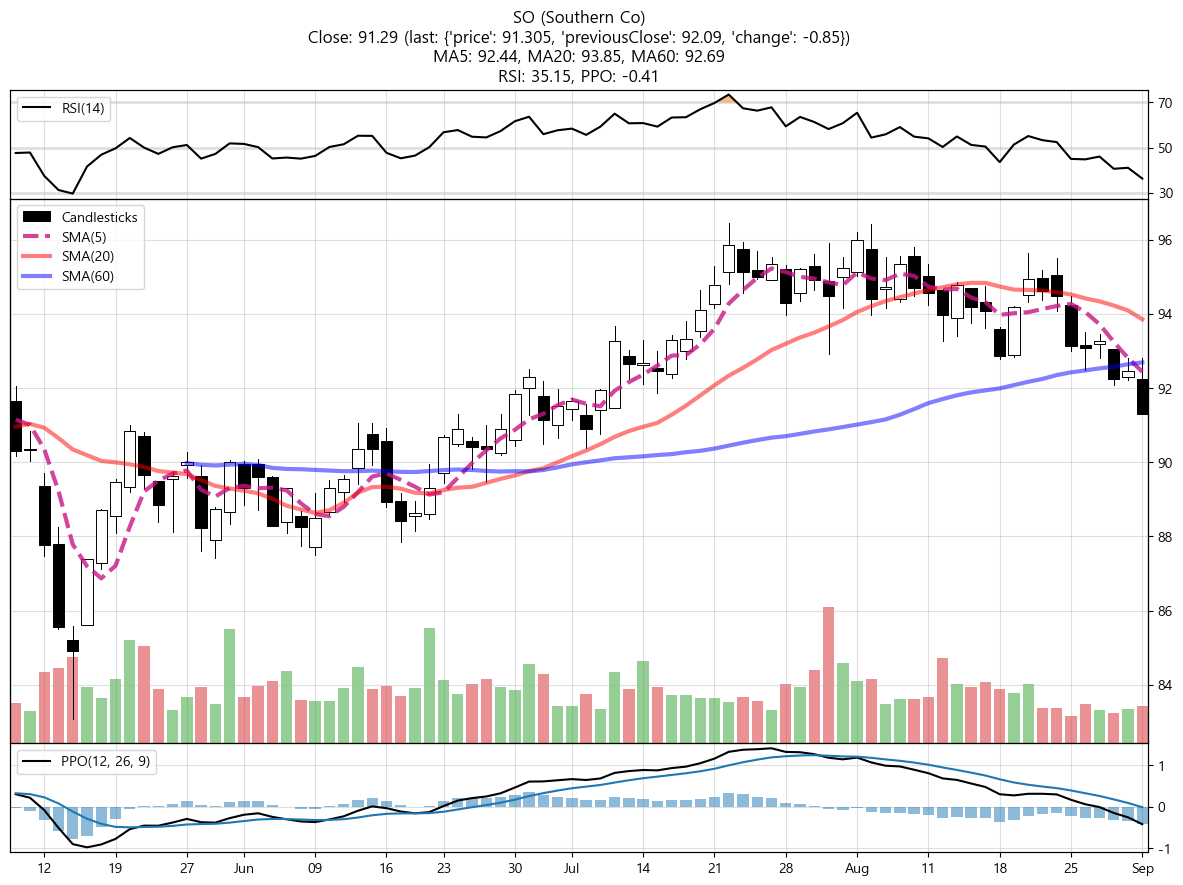 SO (Southern Co)
Close: 91.29 (last: {'price': 91.305, 'previousClose': 92.09, 'change': -0.85})
MA5: 92.44, MA20: 93.85, MA60: 92.69
RSI: 35.15, PPO: -0.41
RSI(14)
70
50
30
Candlesticks
SMA(5)
SMA(20)
SMA(60)
96
94
92
90
88
86
84
PPO(12, 26, 9)
1
0
-1
12 19 27 Jun 09 16 23 30 Jul 14 21 28 Aug 11 18 25 Sep